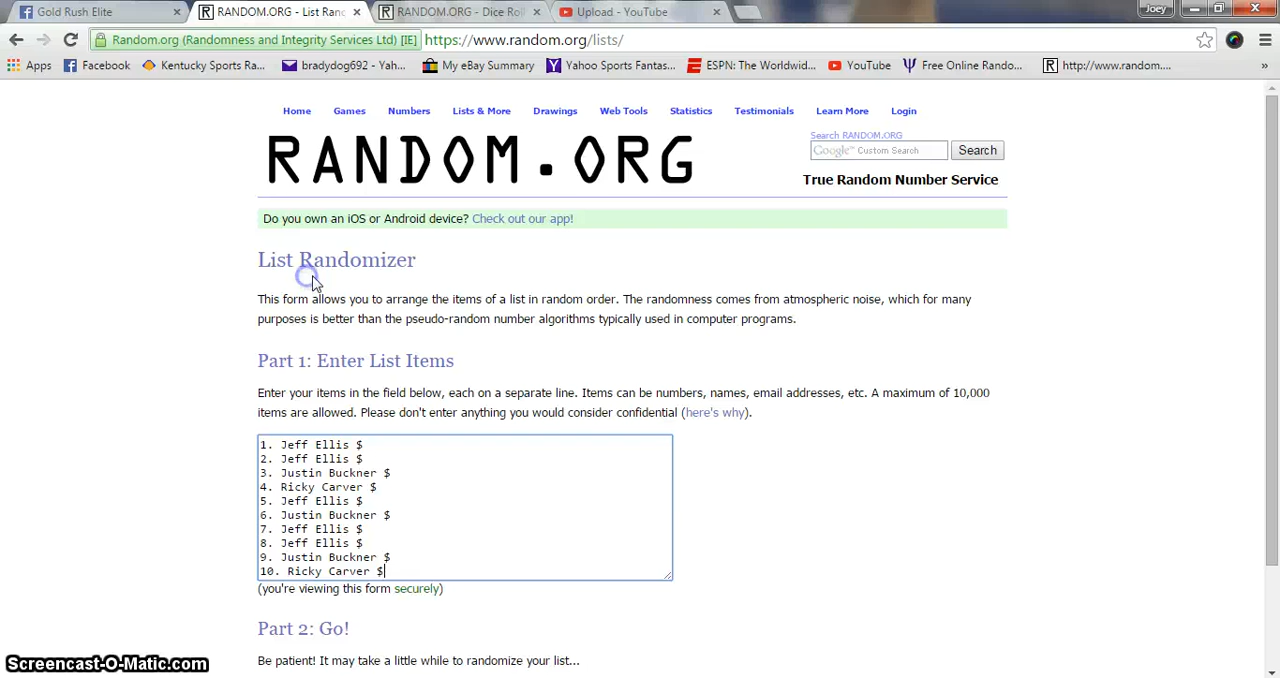 Gold Rush Elite
RANDOM.ORG - List Ran
RANDOM.ORG - Dice Rol
Upload - YouTube
Joey
Random.org (Randomness and Integrity Services Ltd) [IE]
https://www.random.org/lists/
Apps
Facebook
Kentucky Sports Ra...
bradydog692 - Yah...
My eBay Summary
Yahoo Sports Fantas...
ESPN: The Worldwid...
YouTube
Free Online Rando...
http://www.random....
»
Home Games Numbers Lists & More Drawings Web Tools Statistics Testimonials Learn More Login
RANDOM.ORG
Search RANDOM.ORG
Google™ Custom Search
Search
True Random Number Service
Do you own an iOS or Android device? Check out our app!
List Randomizer
This form allows you to arrange the items of a list in random order. The randomness comes from atmospheric noise, which for many
purposes is better than the pseudo-random number algorithms typically used in computer programs.
Part 1: Enter List Items
Enter your items in the field below, each on a separate line. Items can be numbers, names, email addresses, etc. A maximum of 10,000
items are allowed. Please don't enter anything you would consider confidential (here's why).
1. Jeff Ellis $
2. Jeff Ellis $
3. Justin Buckner $
4. Ricky Carver $
5. Jeff Ellis $
6. Justin Buckner $
7. Jeff Ellis $
8. Jeff Ellis $
9. Justin Buckner $
10. Ricky Carver $
(you're viewing this form securely)
Part 2: Go!
Be patient! It may take a little while to randomize your list...
Screencast-O-Matic.com